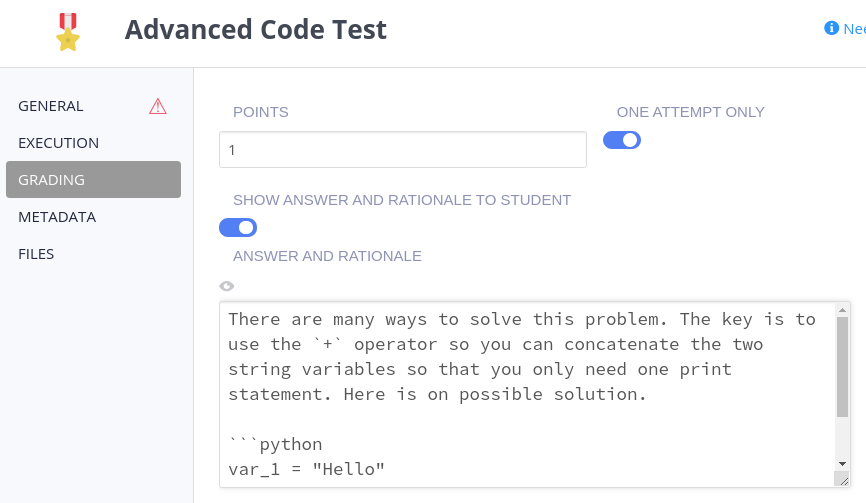 Advanced Code Test
Nee
GENERAL
EXECUTION
GRADING
METADATA
FILES
POINTS
ONE ATTEMPT ONLY
1
SHOW ANSWER AND RATIONALE TO STUDENT
ANSWER AND RATIONALE
There are many ways to solve this problem. The key is to
use the `+` operator so you can concatenate the two
string variables so that you only need one print
statement. Here is on possible solution.
```python
var_1 = "Hello"